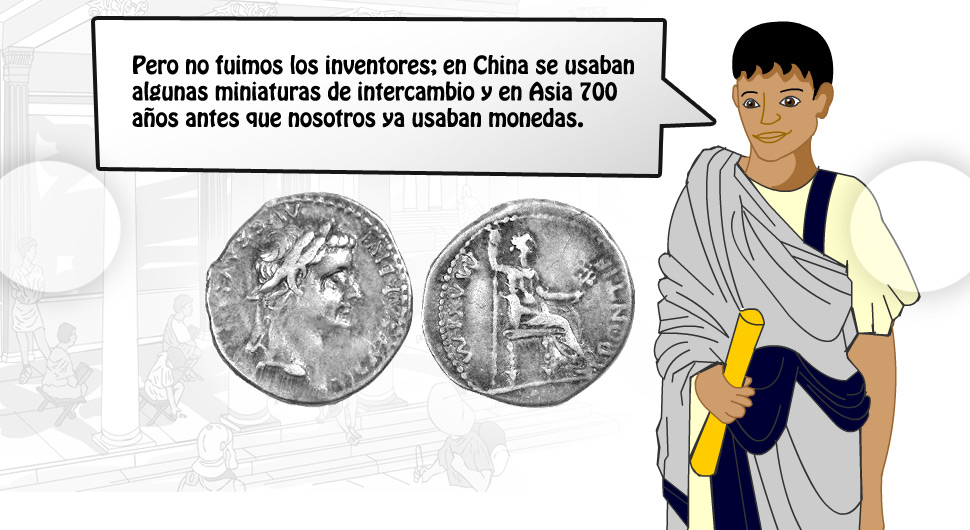 Pero no fuimos los inventores; en China se usaban
algunas miniaturas de intercambio y en Asia 700
años antes que nosotros ya usaban monedas.